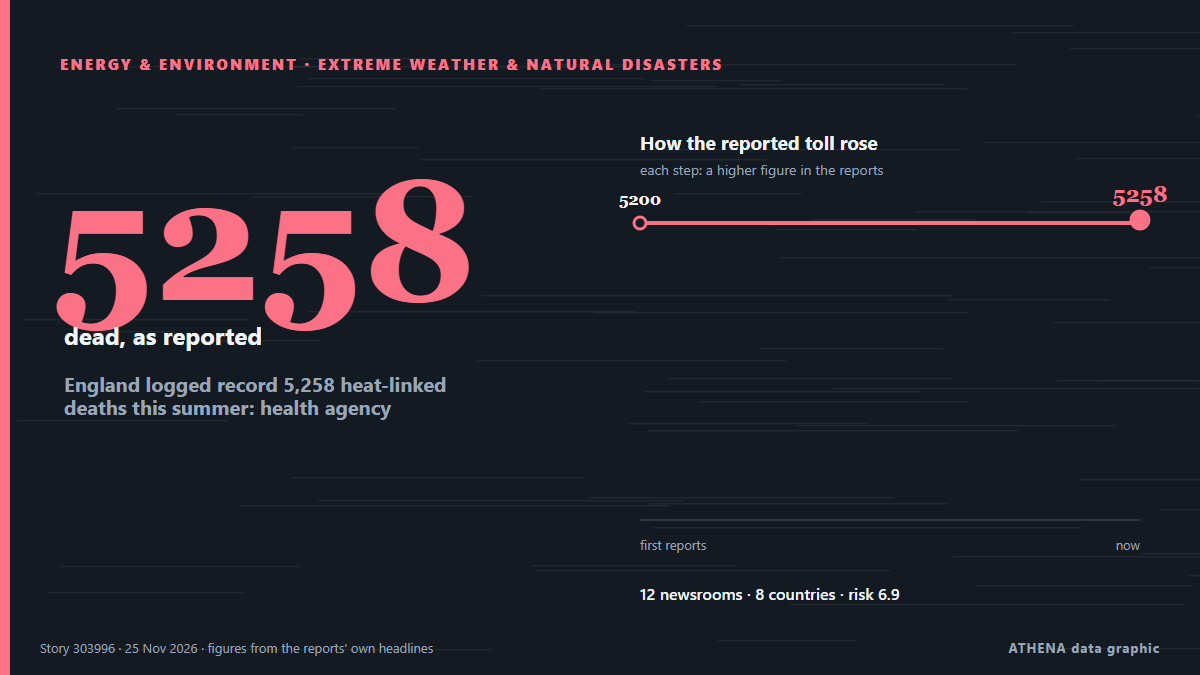 ENERGY & ENVIRONMENT · EXTREME WEATHER & NATURAL DISASTERS
5258
dead, as reported
England logged record 5,258 heat-linked
deaths this summer: health agency
How the reported toll rose
each step: a higher figure in the reports
5200
5258
first reports
now
12 newsrooms · 8 countries · risk 6.9
Story 303996 · 25 Nov 2026 · figures from the reports' own headlines
ATHENA data graphic